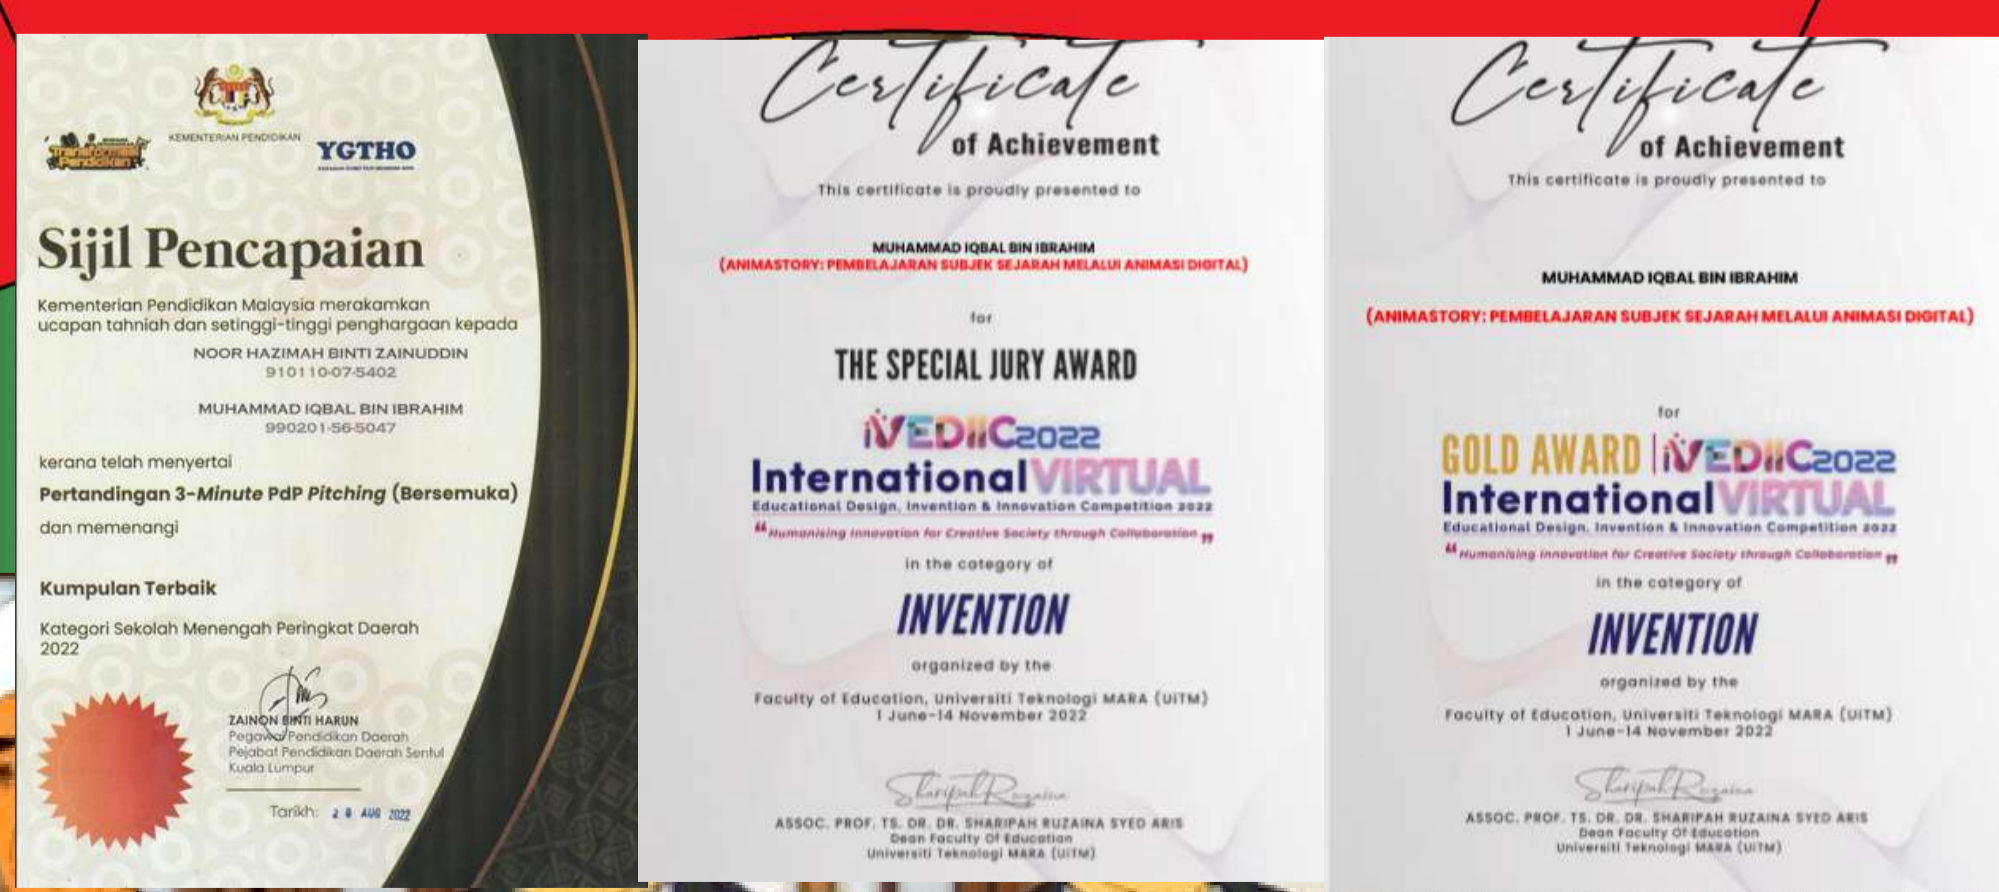 Transformasi
Pendidikan
KEMENTERIAN PENDIDIKAN
YGTHO
Sijil Pencapaian
Kementerian Pendidikan Malaysia merakamkan
ucapan tahniah dan setinggi-tinggi penghargaan kepada
NOOR HAZIMAH BINTI ZAINUDDIN
910110-07-5402
MUHAMMAD IQBAL BIN IBRAHIM
990201-56-5047
kerana telah menyertai
Pertandingan 3-Minute PdP Pitching (Bersemuka)
dan memenangi
Kumpulan Terbaik
Kategori Sekolah Menengah Peringkat Daerah
2022
ZAINON BINTI HARUN
Pegawai Pendidikan Daerah
Pejabat Pendidikan Daerah Sentul
Kuala Lumpur
Tarikh: AUG 2022
Certificate
of Achievement
This certificate is proudly presented to
MUHAMMAD IQBAL BIN IBRAHIM
(ANIMASTORY: PEMBELAJARAN SUBJEK SEJARAH MELALUI ANIMASI DIGITAL)
for
THE SPECIAL JURY AWARD
iVEDIIC2022
International VIRTUAL
Educational Design, Invention & Innovation Competition 2022
“Humanising Innovation for Creative Society through Collaboration„
in the category of
INVENTION
organized by the
Faculty of Education, Universiti Teknologi MARA (UiTM)
1 June-14 November 2022
Sharipah Ruzaina
ASSOC. PROF. TS. DR. DR. SHARIPAH RUZAINA SYED ARIS
Dean Faculty Of Education
Universiti Teknologi MARA (UiTM)
Certificate
of Achievement
This certificate is proudly presented to
MUHAMMAD IQBAL BIN IBRAHIM
(ANIMASTORY: PEMBELAJARAN SUBJEK SEJARAH MELALUI ANIMASI DIGITAL)
for
GOLD AWARD | iVEDIIC2022
International VIRTUAL
Educational Design, Invention & Innovation Competition 2022
“Humanising Innovation for Creative Society through Collaboration„
in the category of
INVENTION
organized by the
Faculty of Education, Universiti Teknologi MARA (UiTM)
1 June-14 November 2022
Sharipah Ruzaina
ASSOC. PROF. TS. DR. DR. SHARIPAH RUZAINA SYED ARIS
Dean Faculty Of Education
Universiti Teknologi MARA (UiTM)